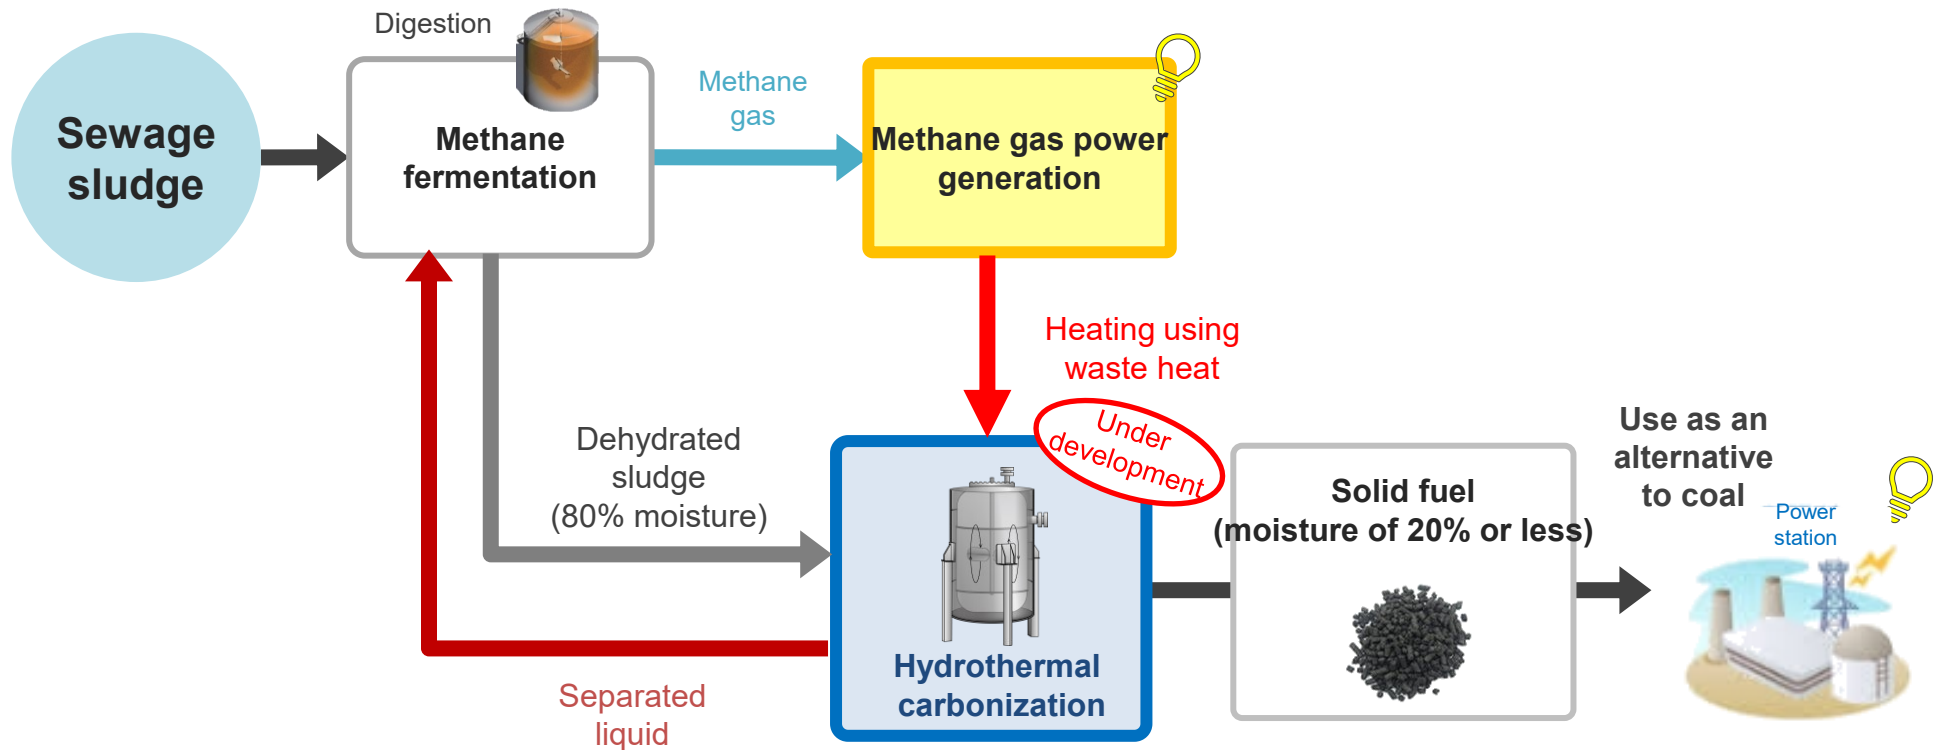 Digestion
Sewage
sludge
Methane
fermentation
Methane
gas
Methane gas power
generation
Heating using
waste heat
Under
development
Dehydrated
sludge
(80% moisture)
Separated
liquid
Hydrothermal
carbonization
Solid fuel
(moisture of 20% or less)
Use as an
alternative
to coal
Power
station